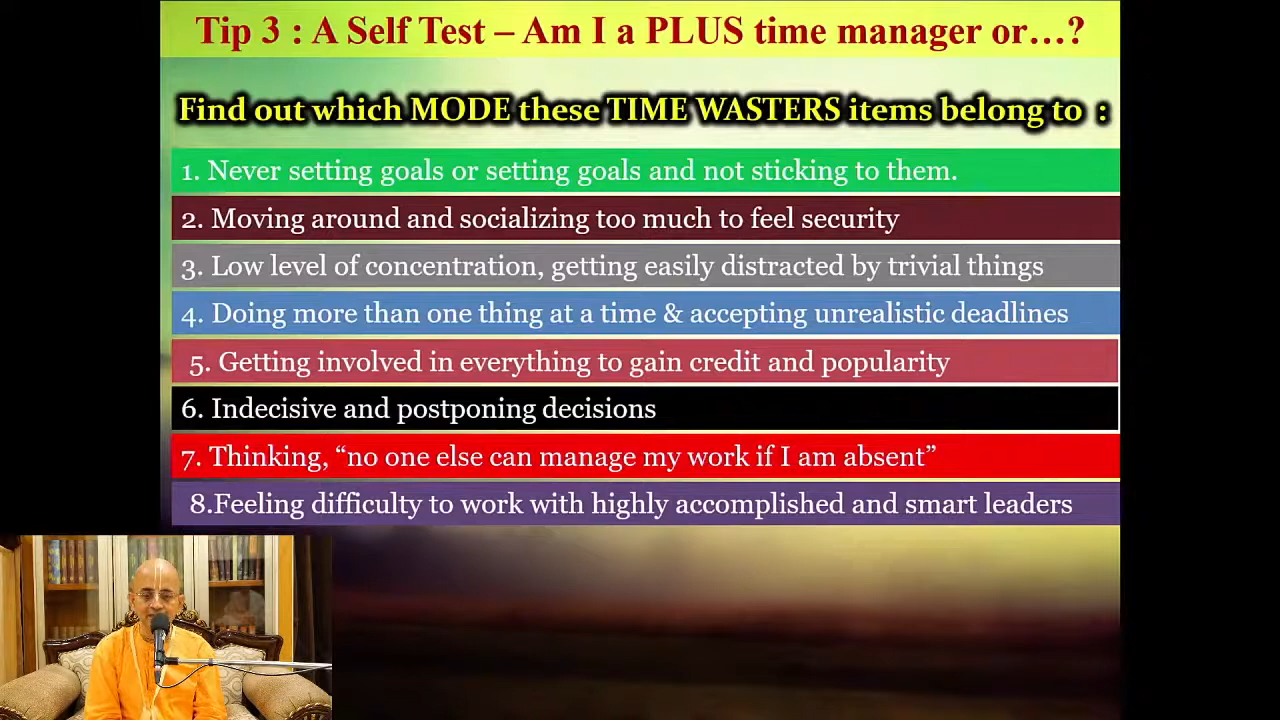 Tip 3 : A Self Test – Am I a PLUS time manager or…?
Find out which MODE these TIME WASTERS items belong to :
1. Never setting goals or setting goals and not sticking to them.
2. Moving around and socializing too much to feel security
3. Low level of concentration, getting easily distracted by trivial things
4. Doing more than one thing at a time & accepting unrealistic deadlines
5. Getting involved in everything to gain credit and popularity
6. Indecisive and postponing decisions
7. Thinking, “no one else can manage my work if I am absent”
8.Feeling difficulty to work with highly accomplished and smart leaders